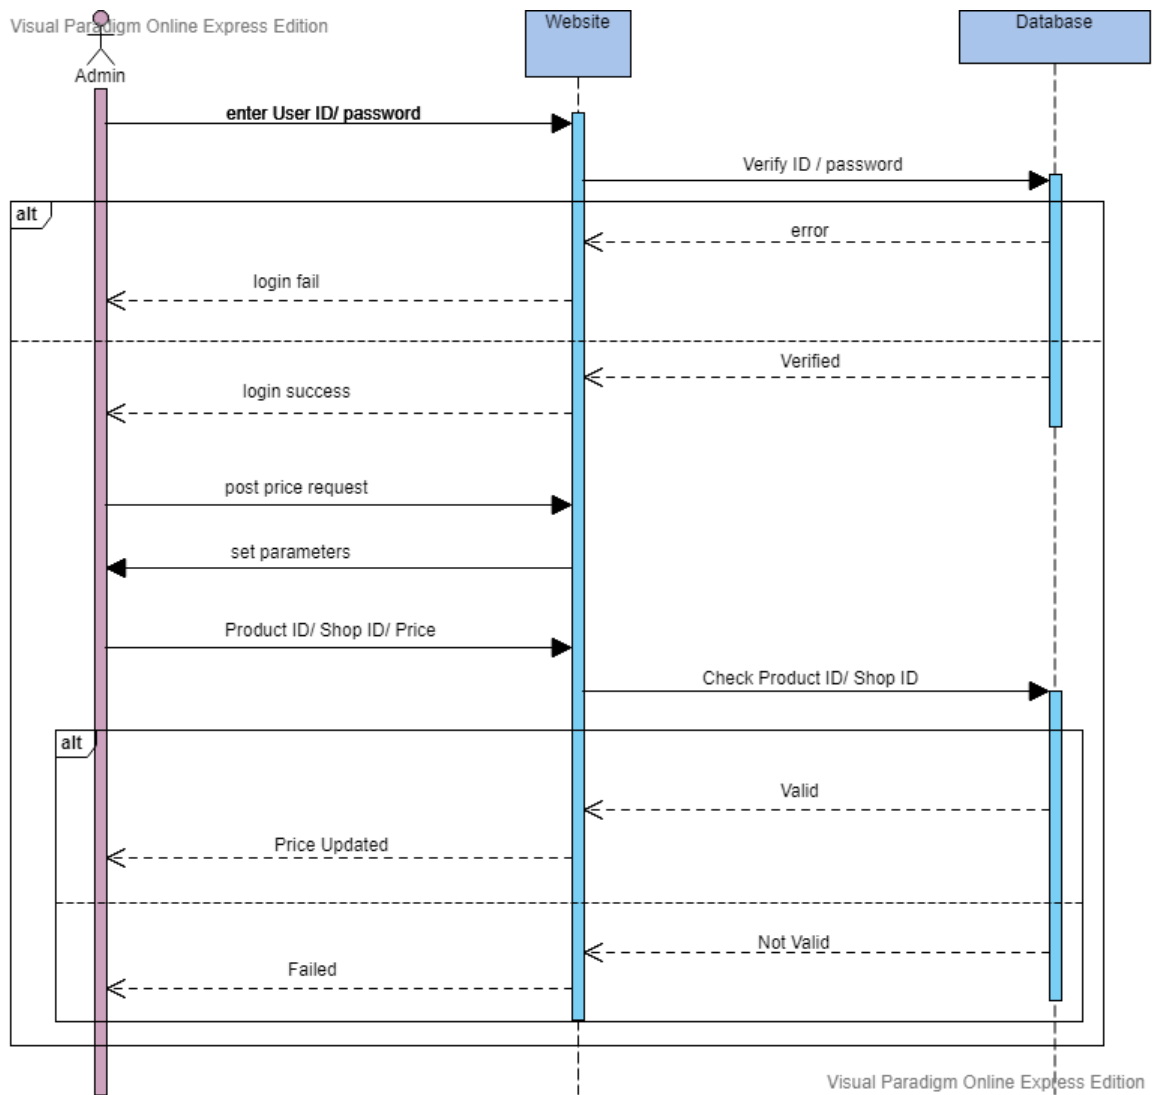 Visual Paradigm Online Express Edition
Website
Database
Admin
enter User ID/ password
Verify ID / password
alt
error
login fail
Verified
login success
post price request
set parameters
Product ID/ Shop ID/ Price
Check Product ID/ Shop ID
alt
Valid
Price Updated
Not Valid
Failed
Visual Paradigm Online Express Edition